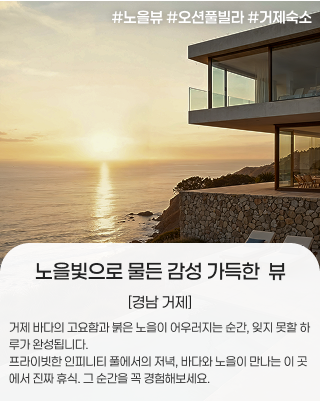 #노을뷰 #오션풀빌라 #거제숙소
노을빛으로 물든 감성 가득한 뷰
[경남 거제]
거제 바다의 고요함과 붉은 노을이 어우러지는 순간, 잊지 못할 하
루가 완성됩니다.
프라이빗한 인피니티 풀에서의 저녁, 바다와 노을이 만나는 이 곳
에서 진짜 휴식. 그 순간을 꼭 경험해보세요.